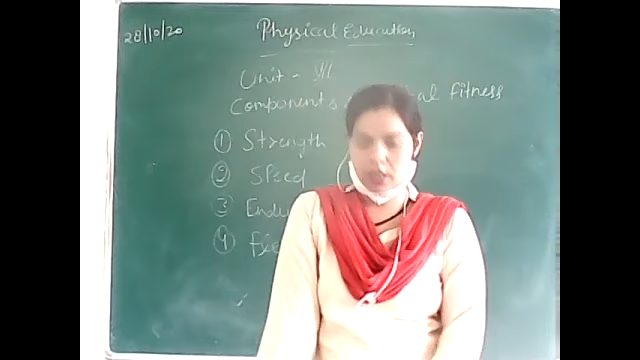 28/10/20
Physical Education
Unit - III
Components al Fitness
① Strength
② Speed
③ Endu
④ Fle